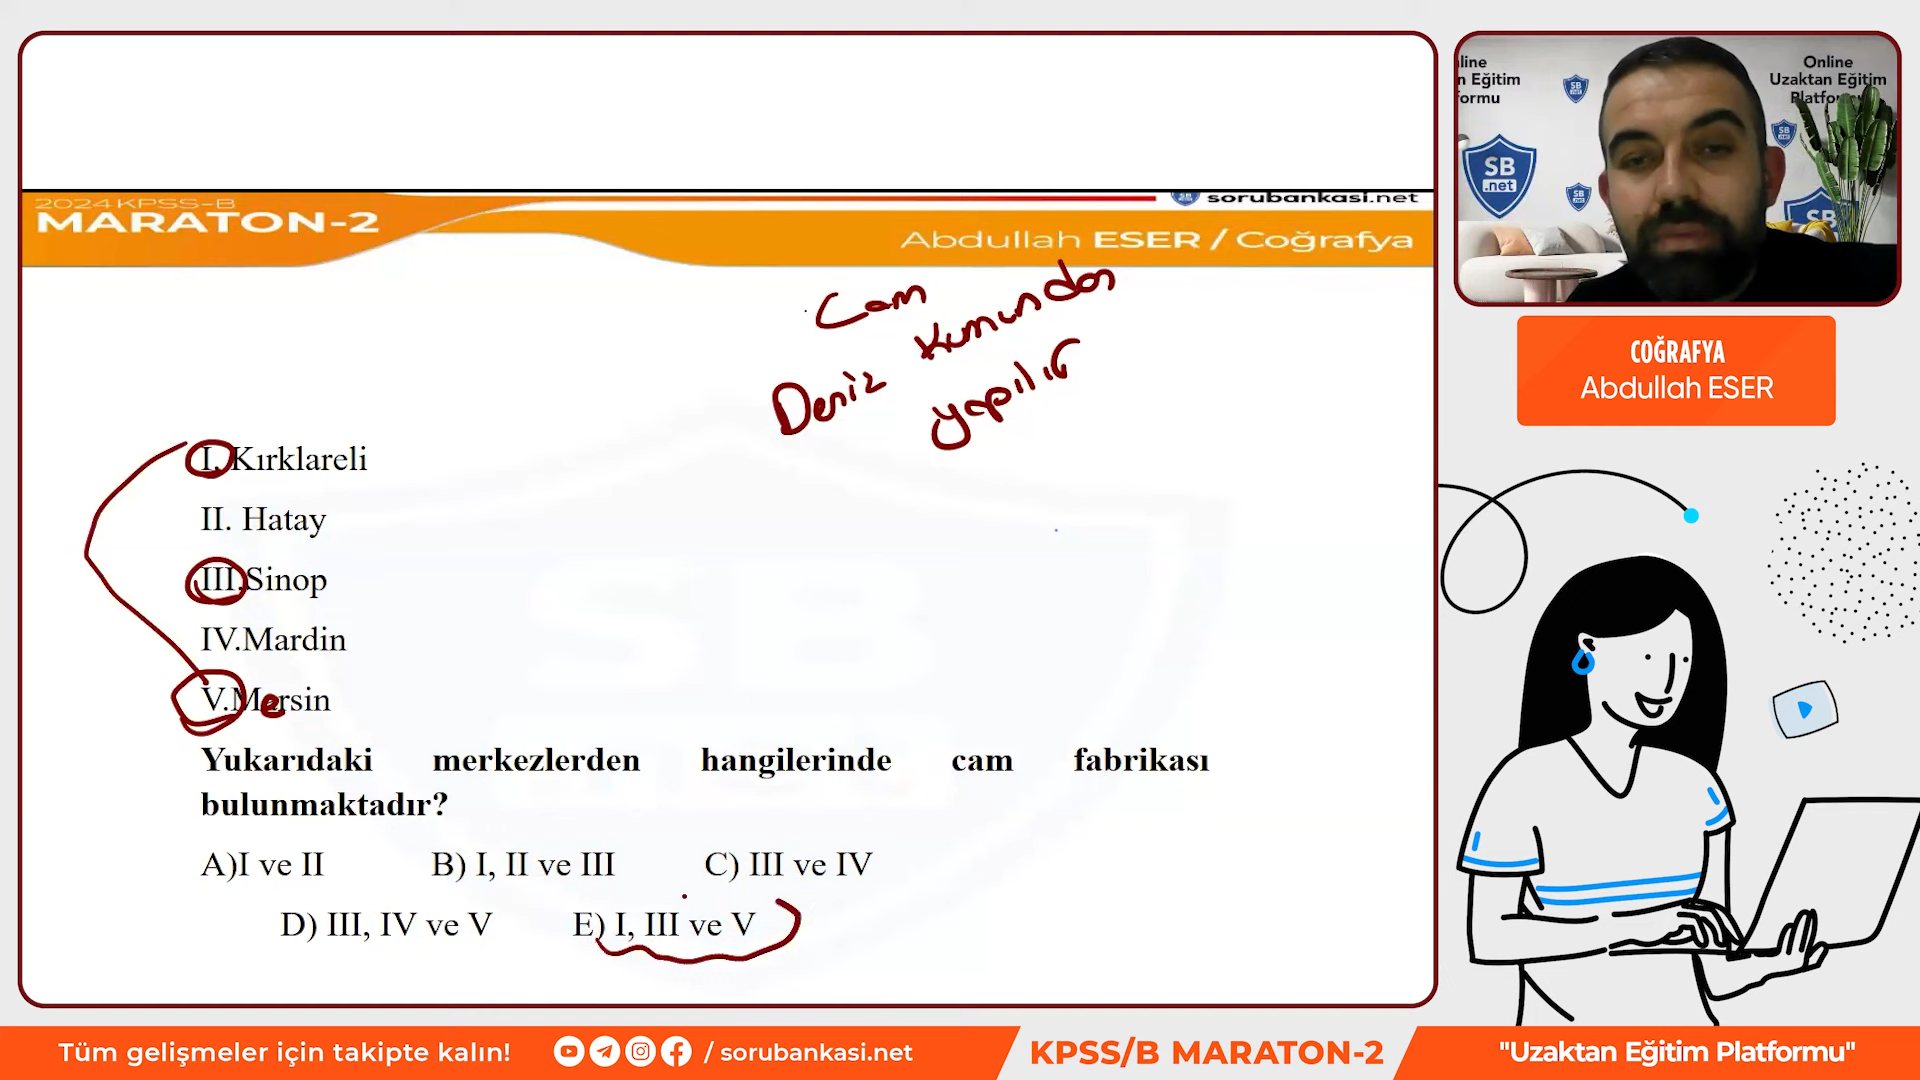 2024 KPSS-B
MARATON-2
sorubankasi.net
Abdullah ESER / Coğrafya
Cam
Deniz Kumundan
yapılır
I. Kırklareli
II. Hatay
III.Sinop
IV.Mardin
V.Mersin
Yukarıdaki merkezlerden hangilerinde cam fabrikası
bulunmaktadır?
A)I ve II B) I, II ve III C) III ve IV
D) III, IV ve V E) I, III ve V
Online
Uzaktan Eğitim
SB
.net
COĞRAFYA
Abdullah ESER
Tüm gelişmeler için takipte kalın! / sorubankasi.net
KPSS/B MARATON-2
"Uzaktan Eğitim Platformu"